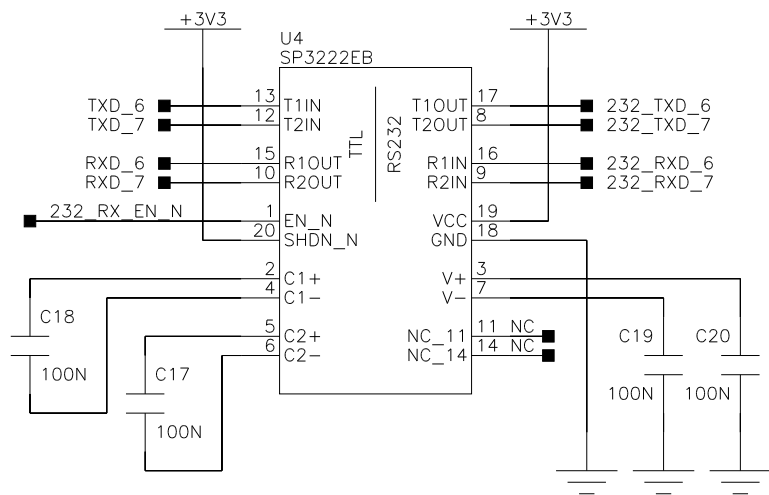 +3V3
+3V3
U4
SP3222EB
TXD_6 13 T1IN T1OUT 17 232_TXD_6
TXD_7 12 T2IN T2OUT 8 232_TXD_7
TTL
RS232
RXD_6 15 R1OUT R1IN 16 232_RXD_6
RXD_7 10 R2OUT R2IN 9 232_RXD_7
232_RX_EN_N 1 EN_N VCC 19
20 SHDN_N GND 18
2 C1+ V+ 3
4 C1- V- 7
C18
5 C2+ NC_11 11 NC
6 C2- NC_14 14 NC
C19
C20
100N
C17
100N
100N
100N